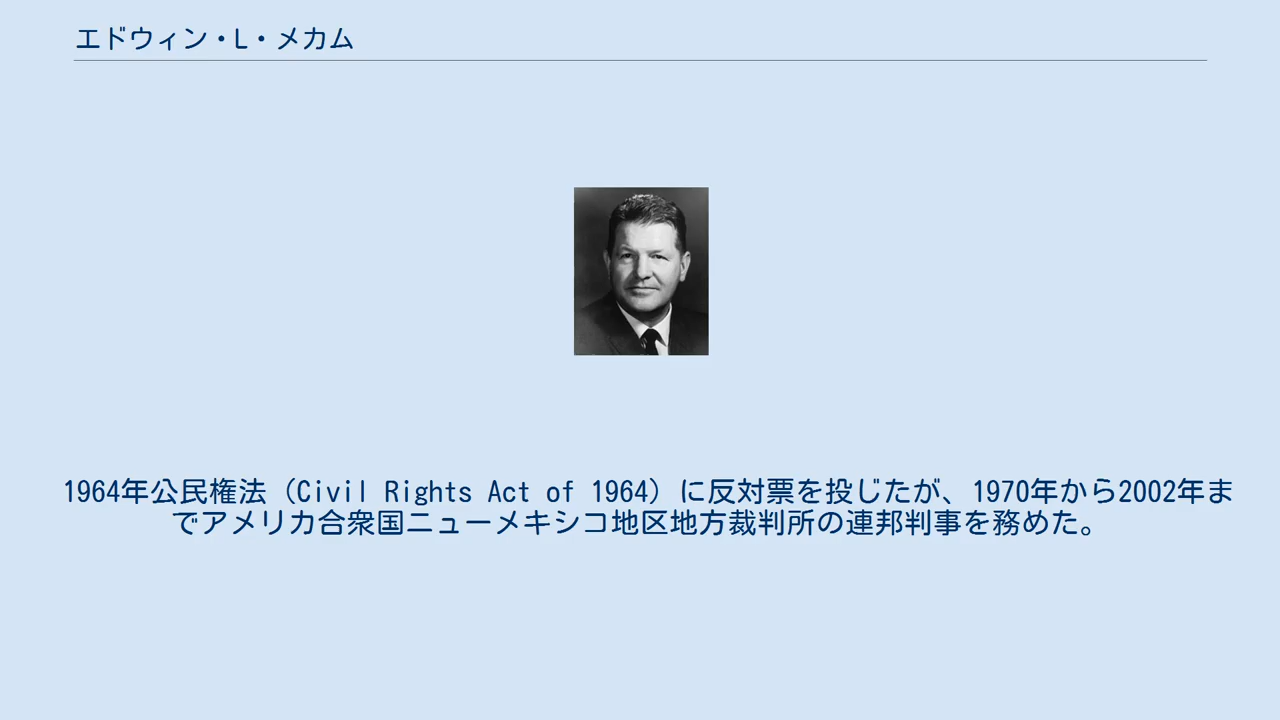 エドウィン・L・メカム
1964年公民権法（Civil Rights Act of 1964）に反対票を投じたが、1970年から2002年ま
でアメリカ合衆国ニューメキシコ地区地方裁判所の連邦判事を務めた。